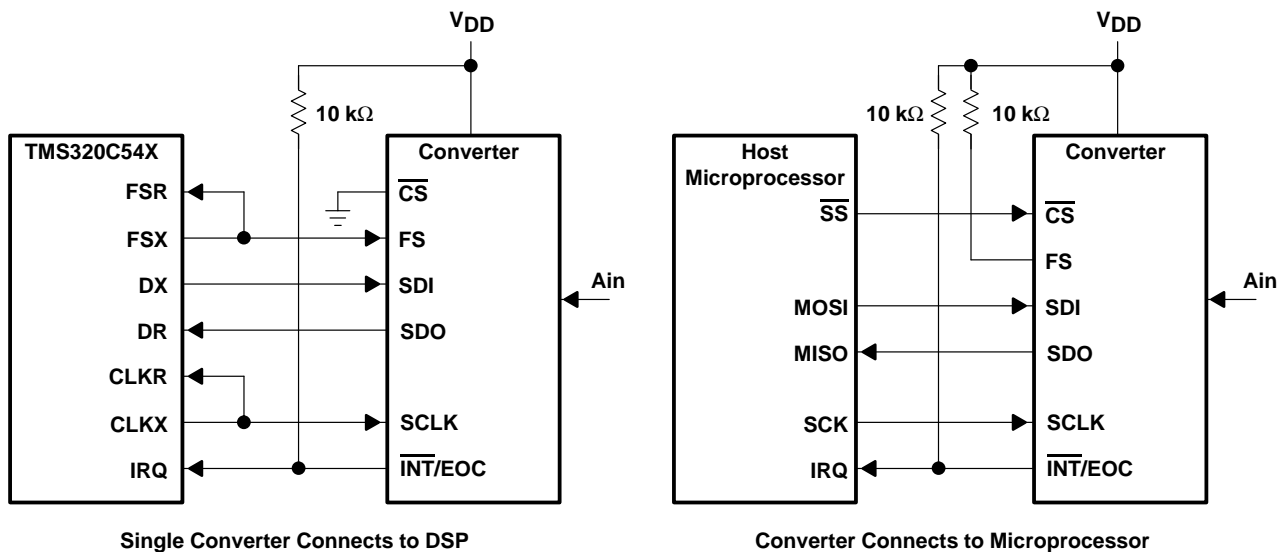 VDD
10 kΩ
TMS320C54X
Converter
FSR
CS
FSX
FS
DX
SDI
Ain
DR
SDO
CLKR
CLKX
SCLK
IRQ
INT/EOC
Single Converter Connects to DSP
VDD
10 kΩ
10 kΩ
Host
Microprocessor
Converter
SS
CS
FS
Ain
MOSI
SDI
MISO
SDO
SCK
SCLK
IRQ
INT/EOC
Converter Connects to Microprocessor